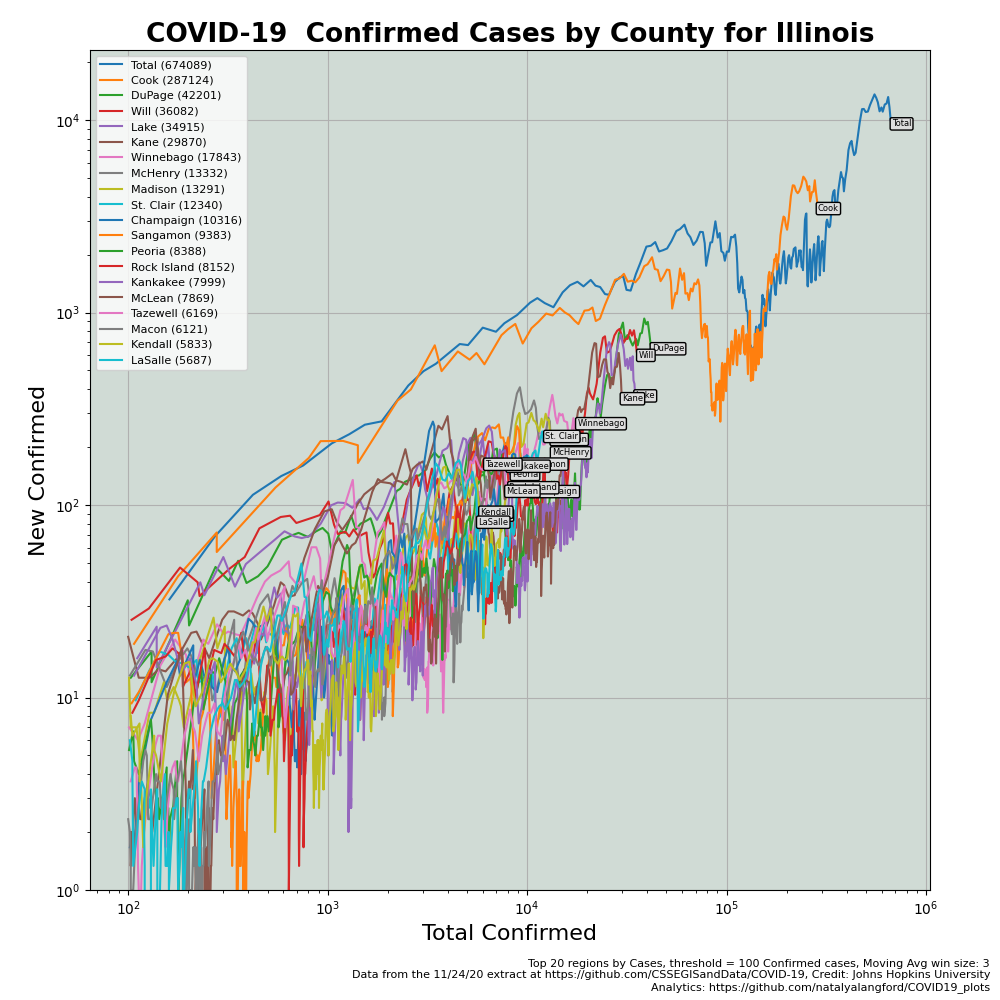 COVID-19 Confirmed Cases by County for Illinois
Total (674089)
Cook (287124)
DuPage (42201)
Will (36082)
Lake (34915)
Kane (29870)
Winnebago (17843)
McHenry (13332)
Madison (13291)
St. Clair (12340)
Champaign (10316)
Sangamon (9383)
Peoria (8388)
Rock Island (8152)
Kankakee (7999)
McLean (7869)
Tazewell (6169)
Macon (6121)
Kendall (5833)
LaSalle (5687)
New Confirmed
10^4
10^3
10^2
10^1
10^0
Total
Cook
DuPage
Will
Kane
Winnebago
St. Clair
McHenry
Tazewell
McLean
Kendall
LaSalle
10^2 10^3 10^4 10^5 10^6
Total Confirmed
Top 20 regions by Cases, threshold = 100 Confirmed cases, Moving Avg win size: 3
Data from the 11/24/20 extract at https://github.com/CSSEGISandData/COVID-19, Credit: Johns Hopkins University
Analytics: https://github.com/natalyalangford/COVID19_plots